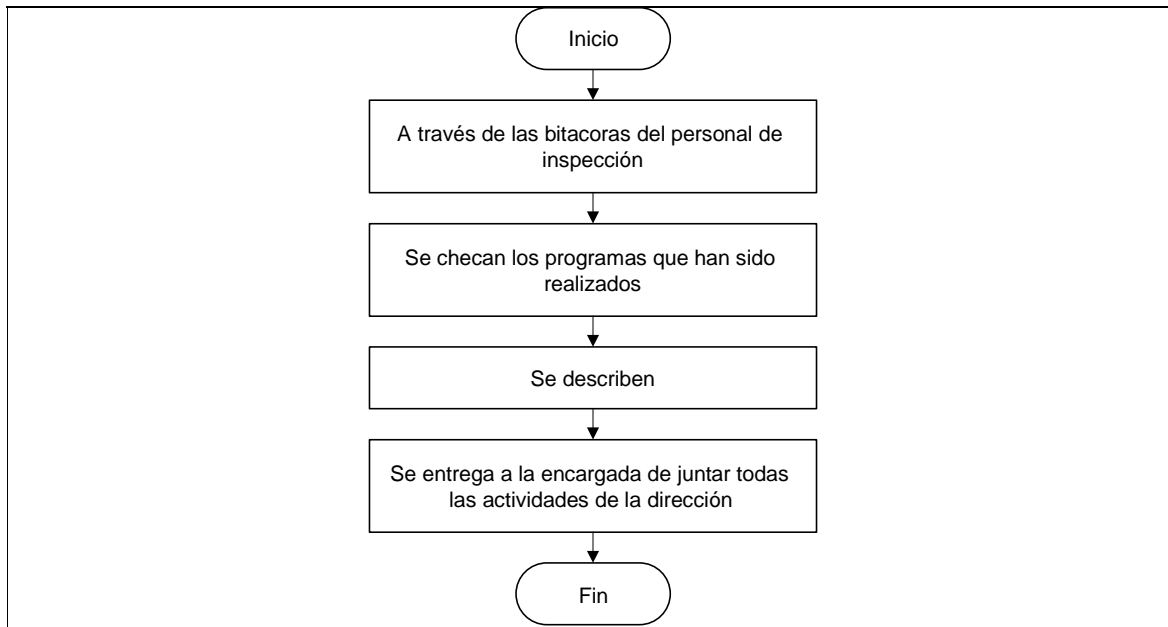 Inicio
A través de las bitacoras del personal de
inspección
Se checan los programas que han sido
realizados
Se describen
Se entrega a la encargada de juntar todas
las actividades de la dirección
Fin